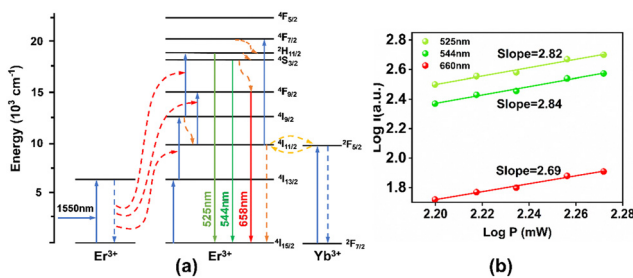 Energy (10³ cm⁻¹)
20
15
10
5
1550nm
Er³⁺
⁴F₅/₂
⁴F₇/₂
²H₁₁/₂
⁴S₃/₂
⁴F₉/₂
⁴I₉/₂
⁴I₁₁/₂
⁴I₁₃/₂
⁴I₁₅/₂
525nm
544nm
658nm
Er³⁺
²F₅/₂
²F₇/₂
Yb³⁺
(a)
525nm
544nm
660nm
Slope=2.82
Slope=2.84
Slope=2.69
Log I(a.u.)
2.8
2.6
2.4
2.2
2.0
1.8
2.20 2.22 2.24 2.26 2.28
Log P (mW)
(b)